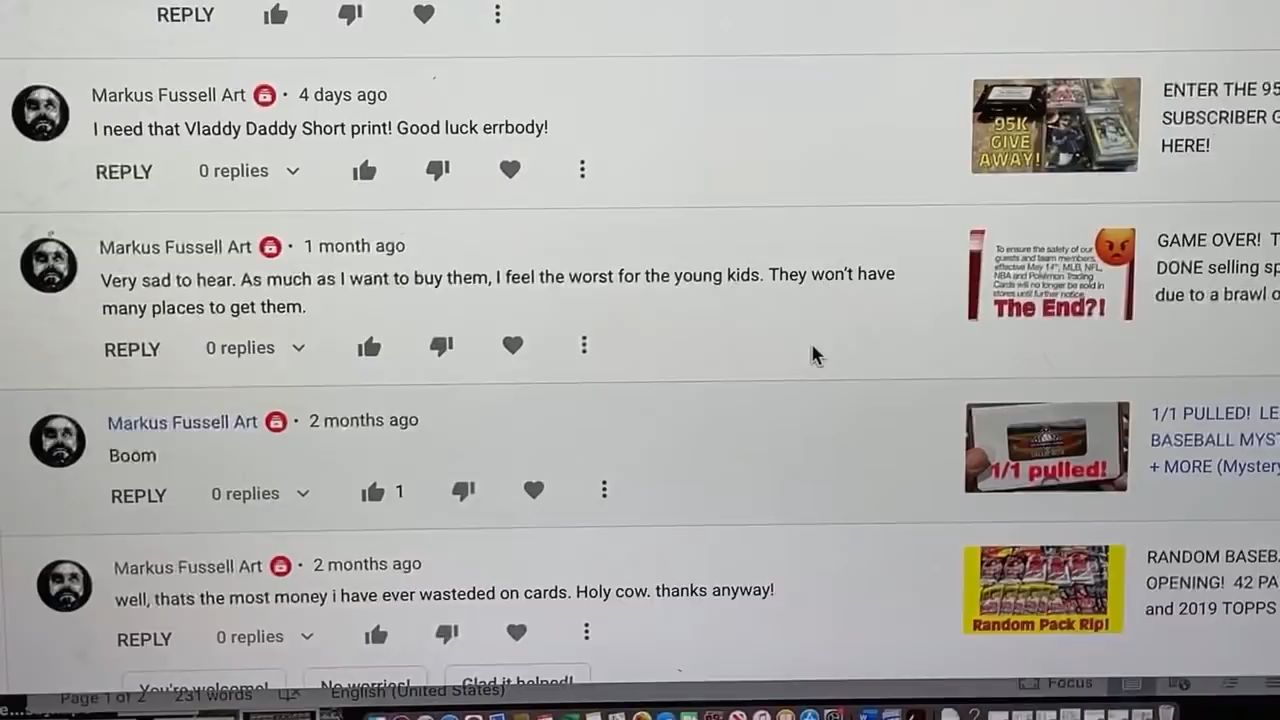 REPLY
Markus Fussell Art · 4 days ago
I need that Vladdy Daddy Short print! Good luck errbody!
REPLY 0 replies
95K
GIVE
AWAY!
ENTER THE 95
SUBSCRIBER G
HERE!
Markus Fussell Art · 1 month ago
Very sad to hear. As much as I want to buy them, I feel the worst for the young kids. They won't have
many places to get them.
REPLY 0 replies
To ensure the safety of our
guests and team members,
effective May 14th, MLB, NFL,
NBA and Pokémon Trading
Cards will no longer be sold in
stores until further notice.
The End?!
GAME OVER! T
DONE selling sp
due to a brawl o
Markus Fussell Art · 2 months ago
Boom
REPLY 0 replies 1
1/1 pulled!
1/1 PULLED! LE
BASEBALL MYST
+ MORE (Mystery
Markus Fussell Art · 2 months ago
well, thats the most money i have ever wasteded on cards. Holy cow. thanks anyway!
REPLY 0 replies
Random Pack Rip!
RANDOM BASEB
OPENING! 42 PA
and 2019 TOPPS
You're welcome! No worries! Glad it helped!
Page 1 of 2 231 words English (United States) Focus